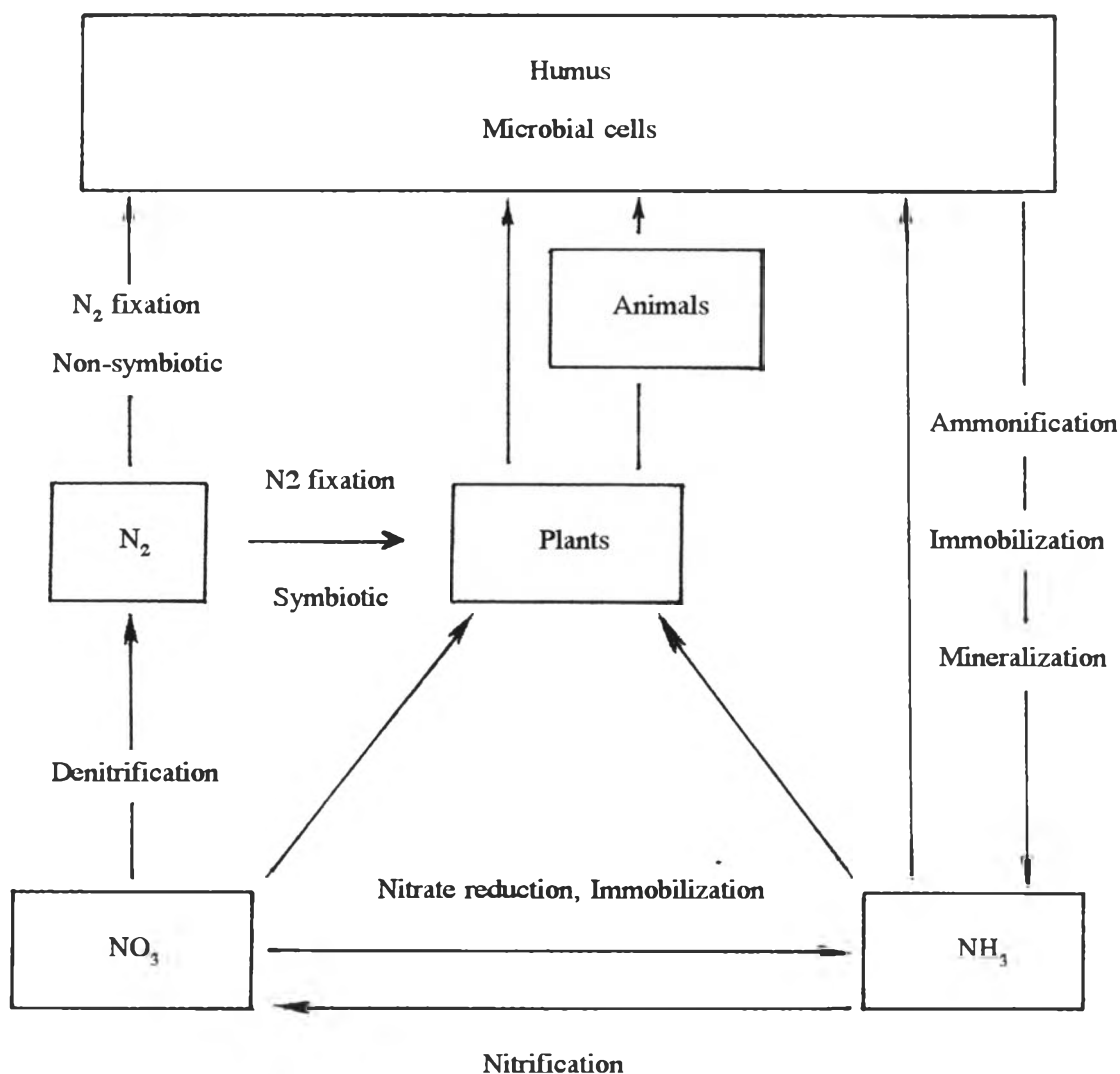 Humus
Microbial cells
Animals
N₂ fixation
Non-symbiotic
Ammonification
N2 fixation
N₂
Plants
Immobilization
Symbiotic
Mineralization
Denitrification
Nitrate reduction, Immobilization
NO₃
NH₃
Nitrification